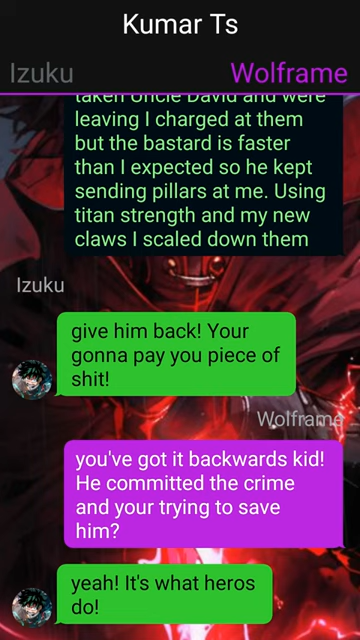 Kumar Ts
Izuku
Wolframe
taken Uncle David and were
leaving I charged at them
but the bastard is faster
than I expected so he kept
sending pillars at me. Using
titan strength and my new
claws I scaled down them
Izuku
give him back! Your
gonna pay you piece of
shit!
Wolframe
you've got it backwards kid!
He committed the crime
and your trying to save
him?
yeah! It's what heros
do!